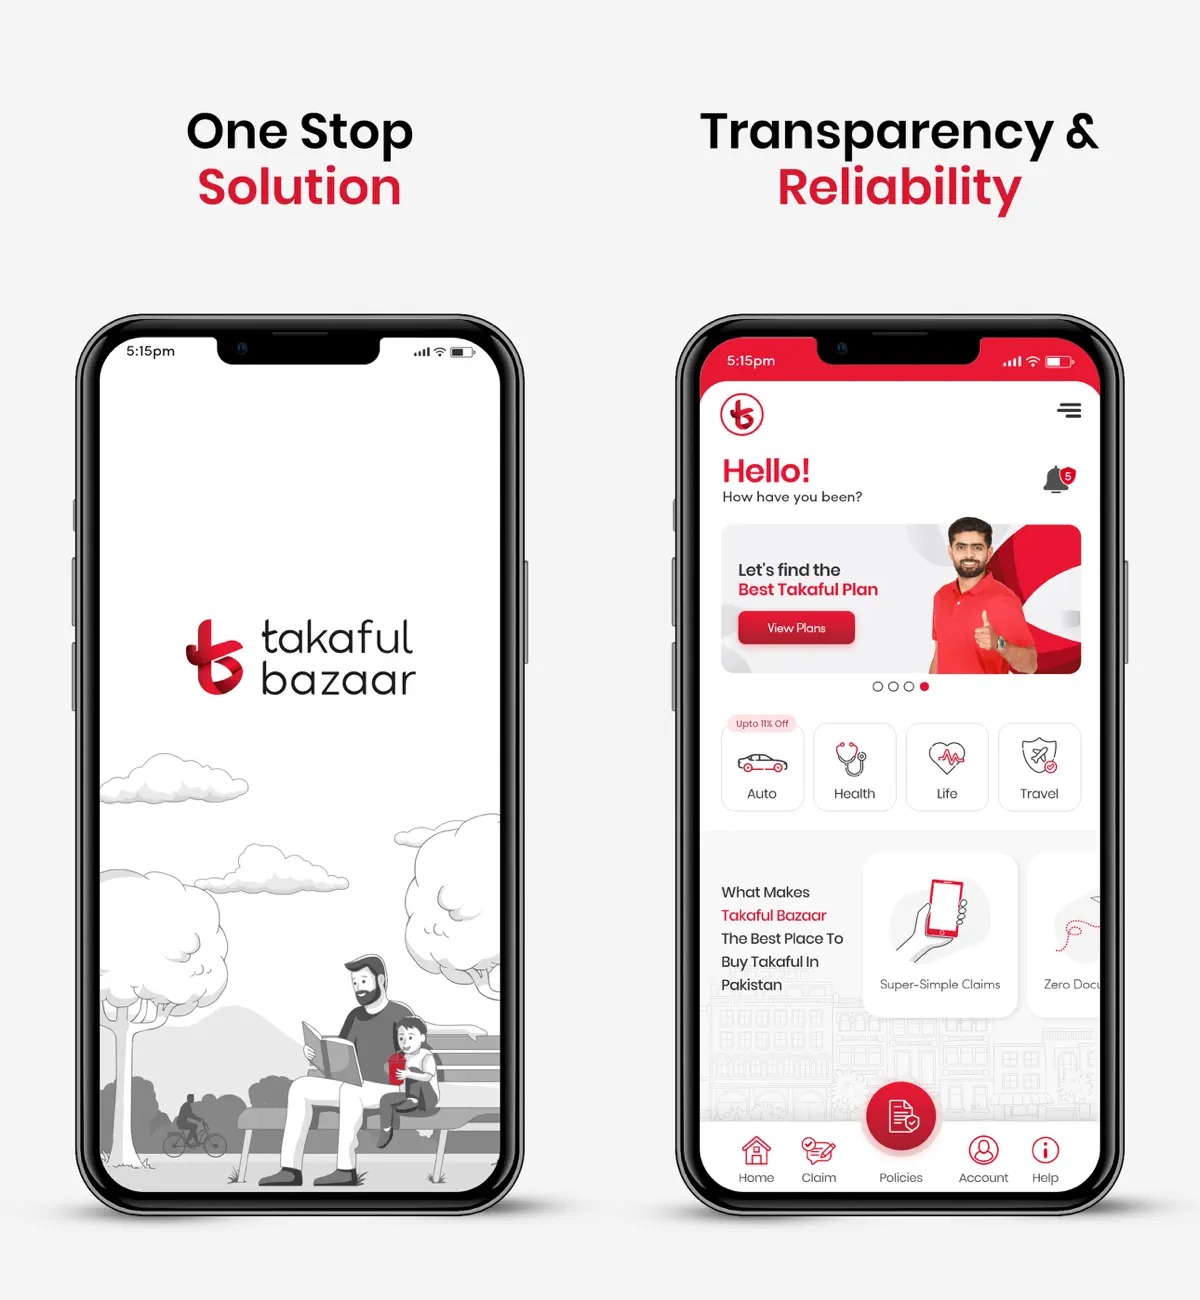 One Stop
Solution
Transparency &
Reliability
5:15pm
takaful
bazaar
5:15pm
Hello!
How have you been?
5
Let's find the
Best Takaful Plan
View Plans
Upto 11% Off
Auto
Health
Life
Travel
What Makes
Takaful Bazaar
The Best Place To
Buy Takaful In
Pakistan
Super-Simple Claims
Zero Docu
Home
Claim
Policies
Account
Help